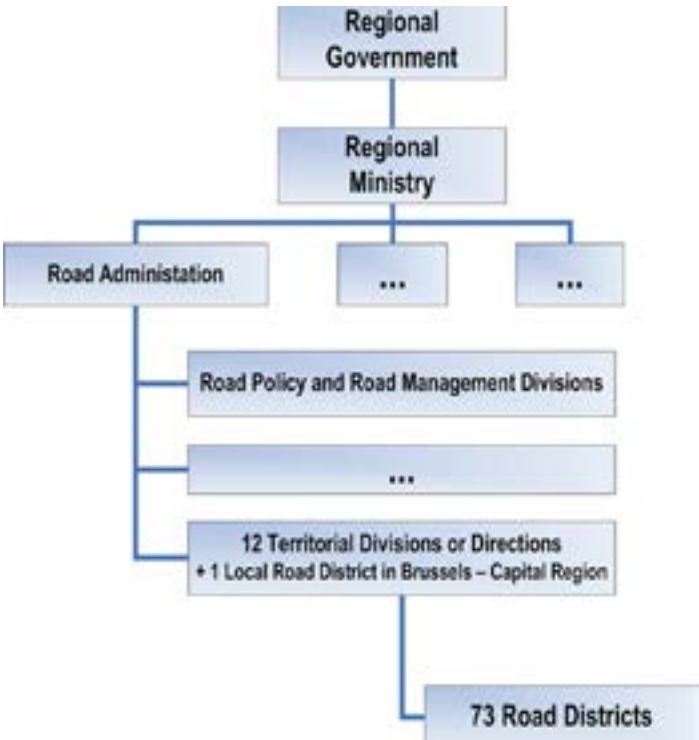 Regional
Government
Regional
Ministry
Road Administation
...
...
Road Policy and Road Management Divisions
...
12 Territorial Divisions or Directions
+ 1 Local Road District in Brussels – Capital Region
73 Road Districts